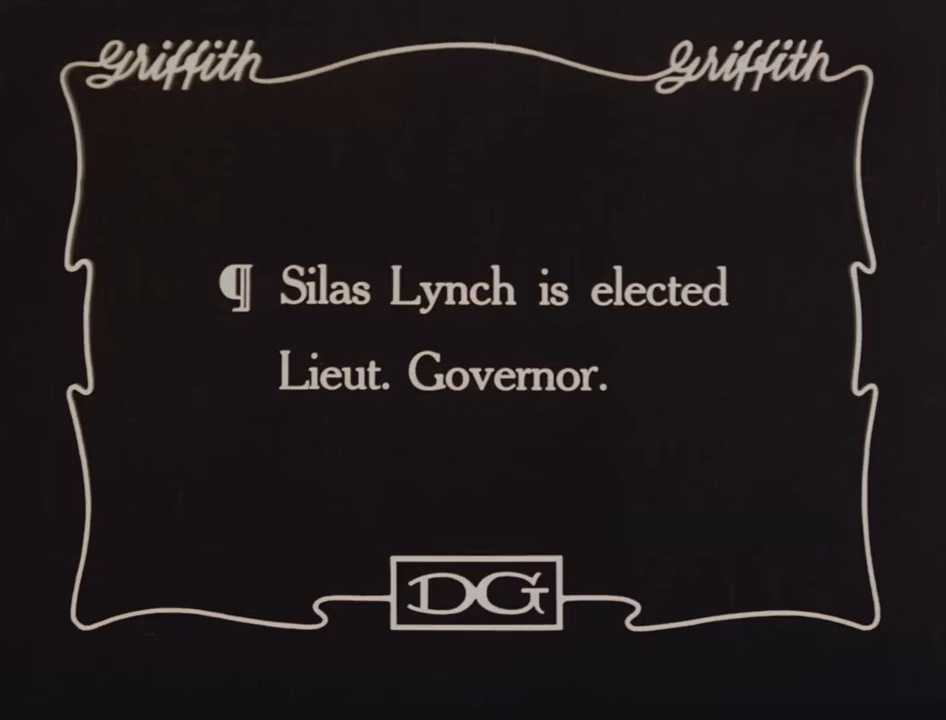 Griffith Griffith
¶ Silas Lynch is elected
Lieut. Governor.
DG